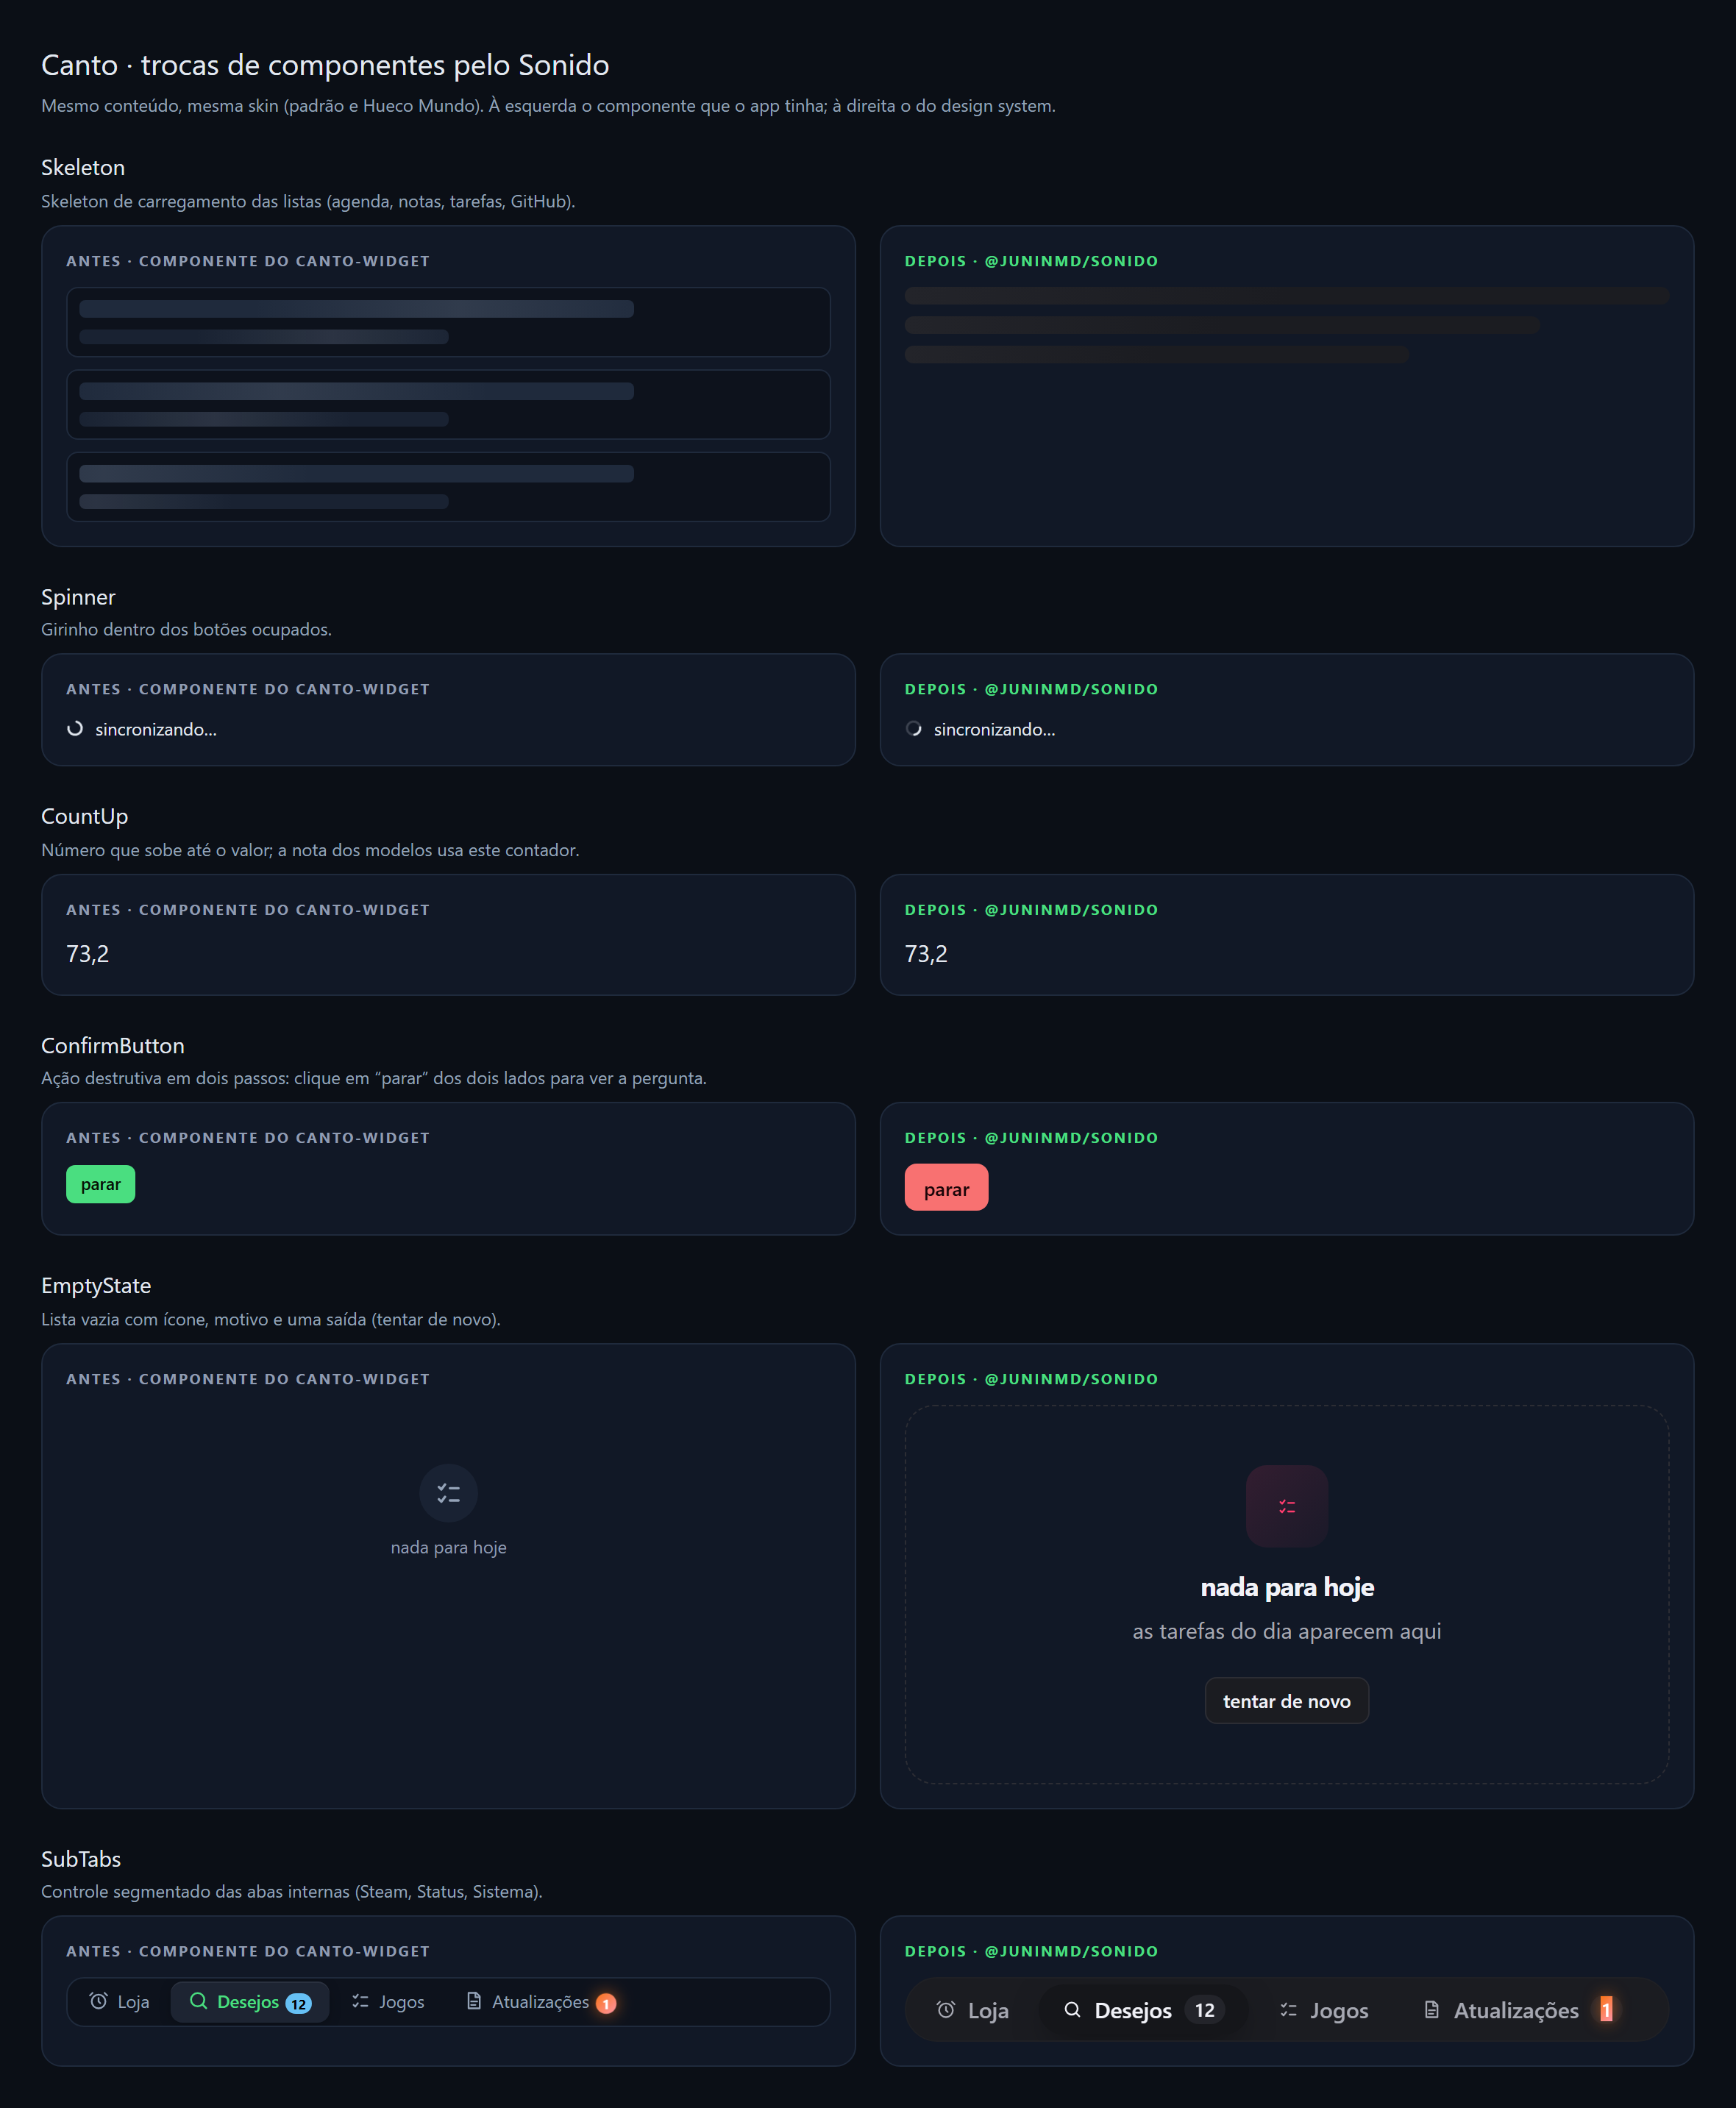 Canto · trocas de componentes pelo Sonido
Mesmo conteúdo, mesma skin (padrão e Hueco Mundo). À esquerda o componente que o app tinha; à direita o do design system.
Skeleton
Skeleton de carregamento das listas (agenda, notas, tarefas, GitHub).
ANTES · COMPONENTE DO CANTO-WIDGET
DEPOIS · @JUNINMD/SONIDO
Spinner
Girinho dentro dos botões ocupados.
ANTES · COMPONENTE DO CANTO-WIDGET
sincronizando...
DEPOIS · @JUNINMD/SONIDO
sincronizando...
CountUp
Número que sobe até o valor; a nota dos modelos usa este contador.
ANTES · COMPONENTE DO CANTO-WIDGET
73,2
DEPOIS · @JUNINMD/SONIDO
73,2
ConfirmButton
Ação destrutiva em dois passos: clique em “parar” dos dois lados para ver a pergunta.
ANTES · COMPONENTE DO CANTO-WIDGET
parar
DEPOIS · @JUNINMD/SONIDO
parar
EmptyState
Lista vazia com ícone, motivo e uma saída (tentar de novo).
ANTES · COMPONENTE DO CANTO-WIDGET
nada para hoje
DEPOIS · @JUNINMD/SONIDO
nada para hoje
as tarefas do dia aparecem aqui
tentar de novo
SubTabs
Controle segmentado das abas internas (Steam, Status, Sistema).
ANTES · COMPONENTE DO CANTO-WIDGET
Loja Desejos 12 Jogos Atualizações 1
DEPOIS · @JUNINMD/SONIDO
Loja Desejos 12 Jogos Atualizações 1